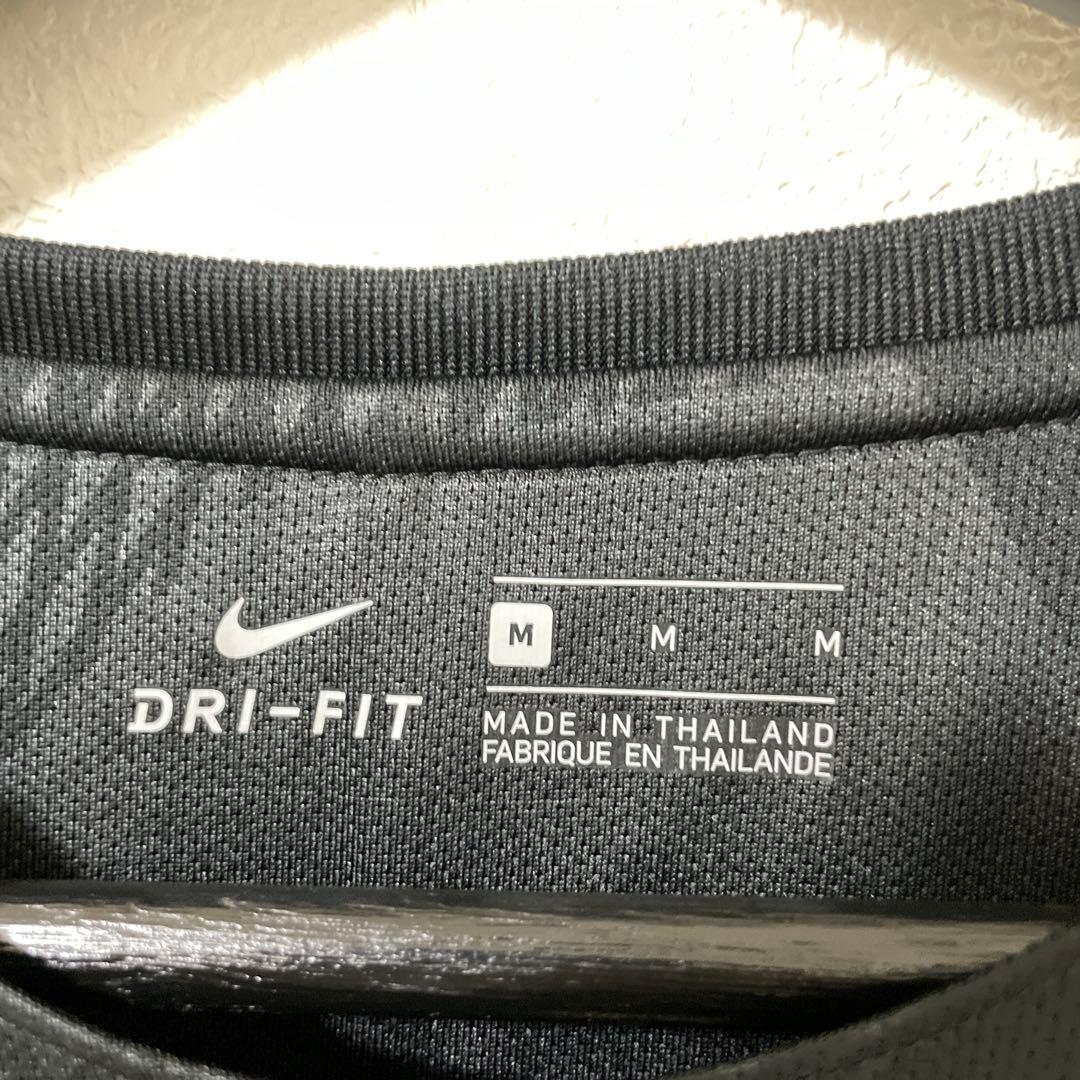 DRI-FIT
M M M
MADE IN THAILAND
FABRIQUE EN THAILANDE